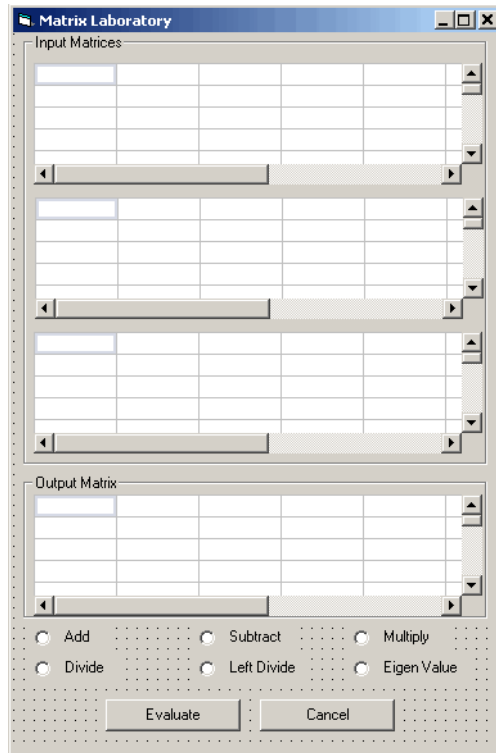 Matrix Laboratory
Input Matrices
Output Matrix
Add Subtract Multiply
Divide Left Divide Eigen Value
Evaluate Cancel